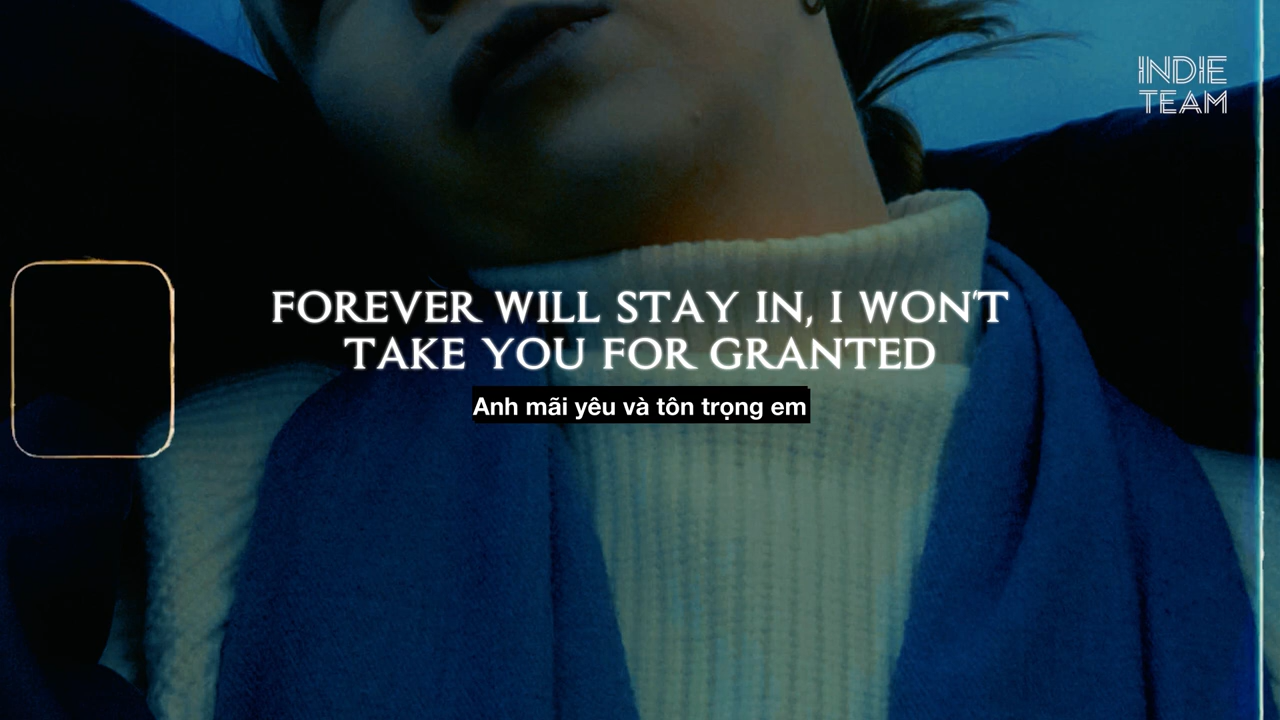 INDIE
TEAM
FOREVER WILL STAY IN, I WON'T
TAKE YOU FOR GRANTED
Anh mãi yêu và tôn trọng em